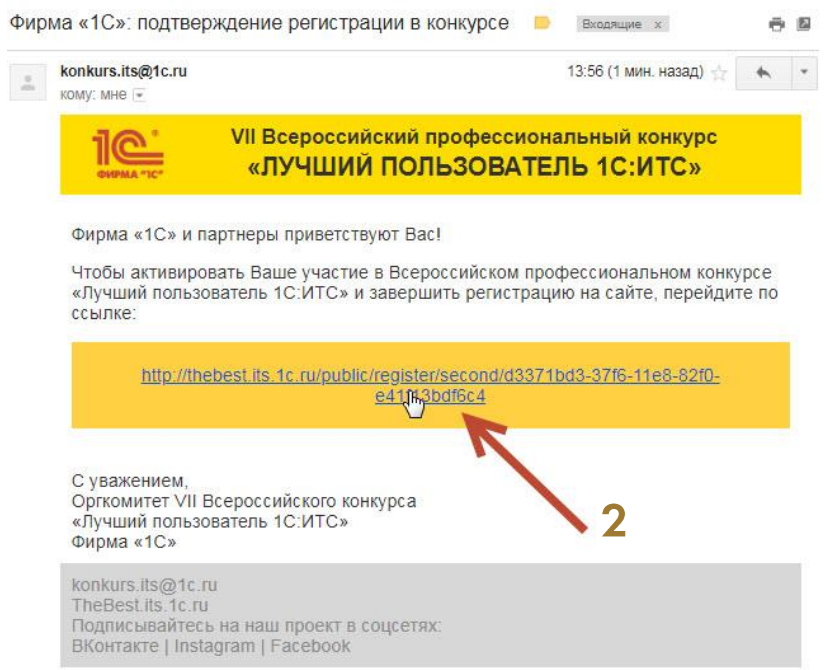 Фирма «1С»: подтверждение регистрации в конкурсе Входящие x
konkurs.its@1c.ru 13:56 (1 мин. назад)
кому: мне
1С
ФИРМА "1С"
VII Всероссийский профессиональный конкурс
«ЛУЧШИЙ ПОЛЬЗОВАТЕЛЬ 1С:ИТС»
Фирма «1С» и партнеры приветствуют Вас!
Чтобы активировать Ваше участие в Всероссийском профессиональном конкурсе
«Лучший пользователь 1С:ИТС» и завершить регистрацию на сайте, перейдите по
ссылке:
http://thebest.its.1c.ru/public/register/second/d3371bd3-37f6-11e8-82f0-
2
С уважением,
Оргкомитет VII Всероссийского конкурса
«Лучший пользователь 1С:ИТС»
Фирма «1С»
konkurs.its@1c.ru
TheBest.its.1c.ru
Подписывайтесь на наш проект в соцсетях:
ВКонтакте | Instagram | Facebook